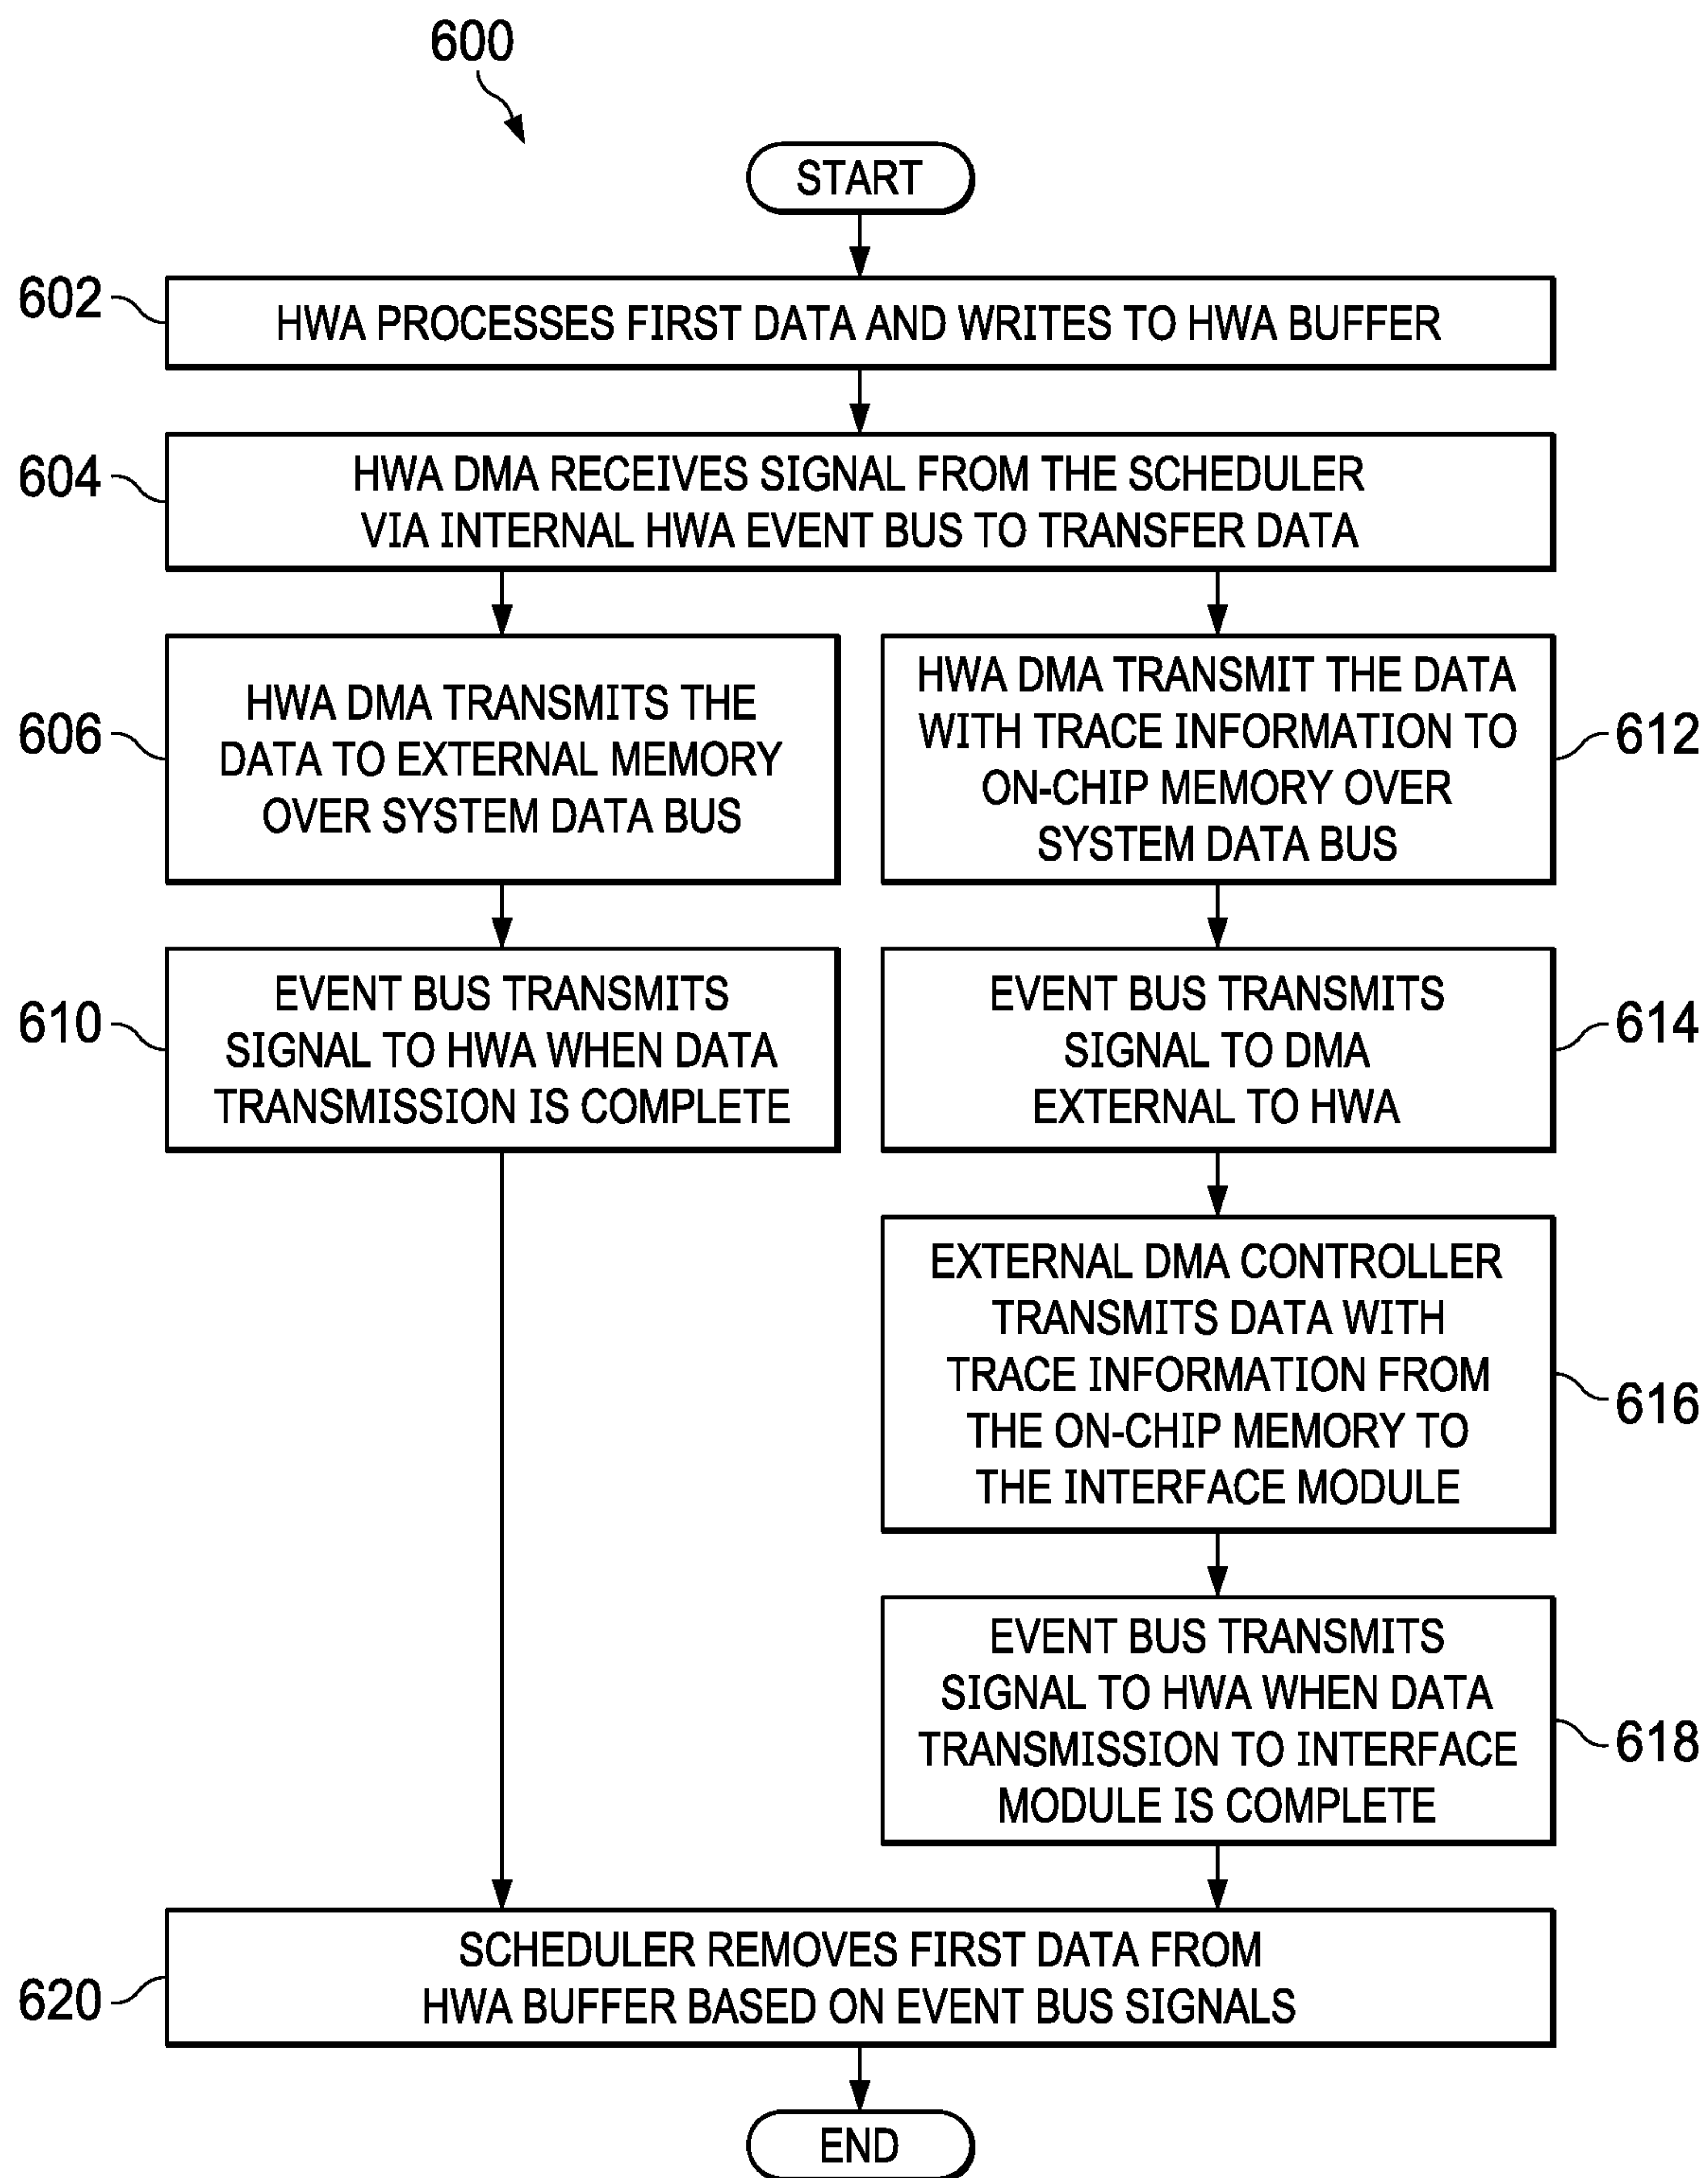 600
START
602
HWA PROCESSES FIRST DATA AND WRITES TO HWA BUFFER
604
HWA DMA RECEIVES SIGNAL FROM THE SCHEDULER
VIA INTERNAL HWA EVENT BUS TO TRANSFER DATA
606
HWA DMA TRANSMITS THE
DATA TO EXTERNAL MEMORY
OVER SYSTEM DATA BUS
HWA DMA TRANSMIT THE DATA
WITH TRACE INFORMATION TO
ON-CHIP MEMORY OVER
SYSTEM DATA BUS
612
610
EVENT BUS TRANSMITS
SIGNAL TO HWA WHEN DATA
TRANSMISSION IS COMPLETE
EVENT BUS TRANSMITS
SIGNAL TO DMA
EXTERNAL TO HWA
614
EXTERNAL DMA CONTROLLER
TRANSMITS DATA WITH
TRACE INFORMATION FROM
THE ON-CHIP MEMORY TO
THE INTERFACE MODULE
616
EVENT BUS TRANSMITS
SIGNAL TO HWA WHEN DATA
TRANSMISSION TO INTERFACE
MODULE IS COMPLETE
618
620
SCHEDULER REMOVES FIRST DATA FROM
HWA BUFFER BASED ON EVENT BUS SIGNALS
END